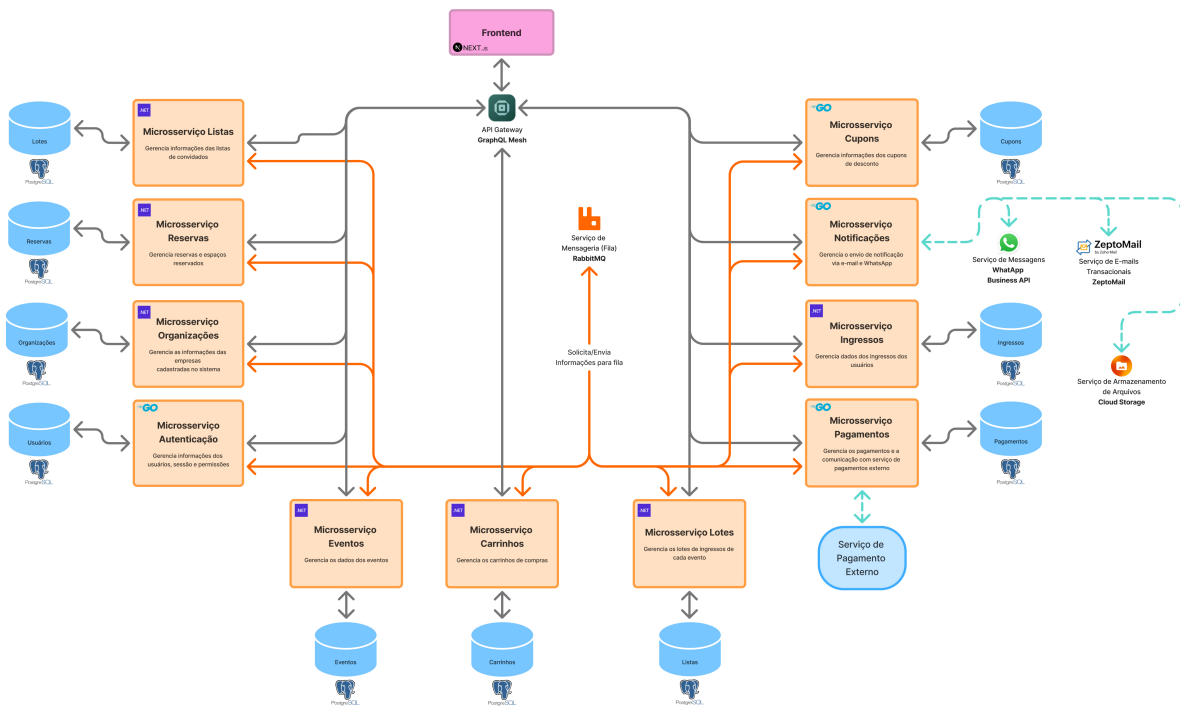 Frontend
N NEXT.JS
API Gateway
GraphQL Mesh
Lotes
PostgreSQL
.NET
Microsserviço Listas
Gerencia informações das listas
de convidados
Reservas
PostgreSQL
.NET
Microsserviço
Reservas
Gerencia reservas e espaços
reservados
Organizações
PostgreSQL
.NET
Microsserviço
Organizações
Gerencia as informações das
empresas
cadastradas no sistema
Usuários
PostgreSQL
GO
Microsserviço
Autenticação
Gerencia informações dos
usuários, sessão e permissões
Serviço de
Mensageria (Fila)
RabbitMQ
Solicita/Envia
Informações para fila
GO
Microsserviço
Cupons
Gerencia informações dos cupons
de desconto
Cupons
PostgreSQL
GO
Microsserviço
Notificações
Gerencia o envio de notificação
via e-mail e WhatsApp
Serviço de Messagens
WhatApp
Business API
ZeptoMail
by Zoho Mail
Serviço de E-mails
Transacionais
ZeptoMail
.NET
Microsserviço
Ingressos
Gerencia dados dos ingressos dos
usuários
Ingressos
PostgreSQL
Serviço de Armazenamento
de Arquivos
Cloud Storage
GO
Microsserviço
Pagamentos
Gerencia os pagamentos e a
comunicação com serviço de
pagamentos externo
Pagamentos
PostgreSQL
Serviço de
Pagamento
Externo
.NET
Microsserviço
Eventos
Gerencia os dados dos eventos
Eventos
PostgreSQL
.NET
Microsserviço
Carrinhos
Gerencia os carrinhos de compras
Carrinhos
PostgreSQL
.NET
Microsserviço Lotes
Gerencia os lotes de ingressos de
cada evento
Listas
PostgreSQL